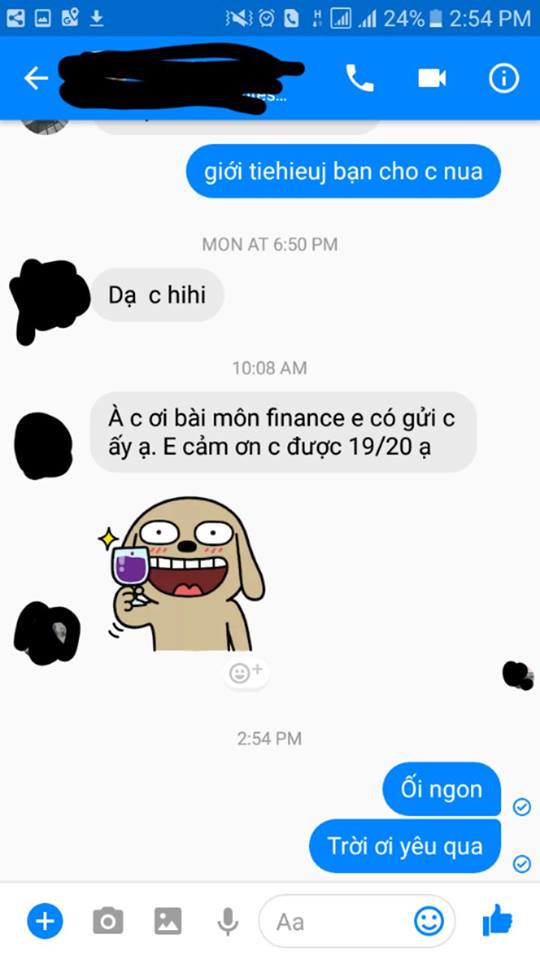 24% 2:54 PM
giới tiehieuj bạn cho c nua
MON AT 6:50 PM
Dạ c hihi
10:08 AM
À c ơi bài môn finance e có gửi c
ấy ạ. E cảm ơn c được 19/20 ạ
2:54 PM
Ối ngon
Trời ơi yêu qua
Aa